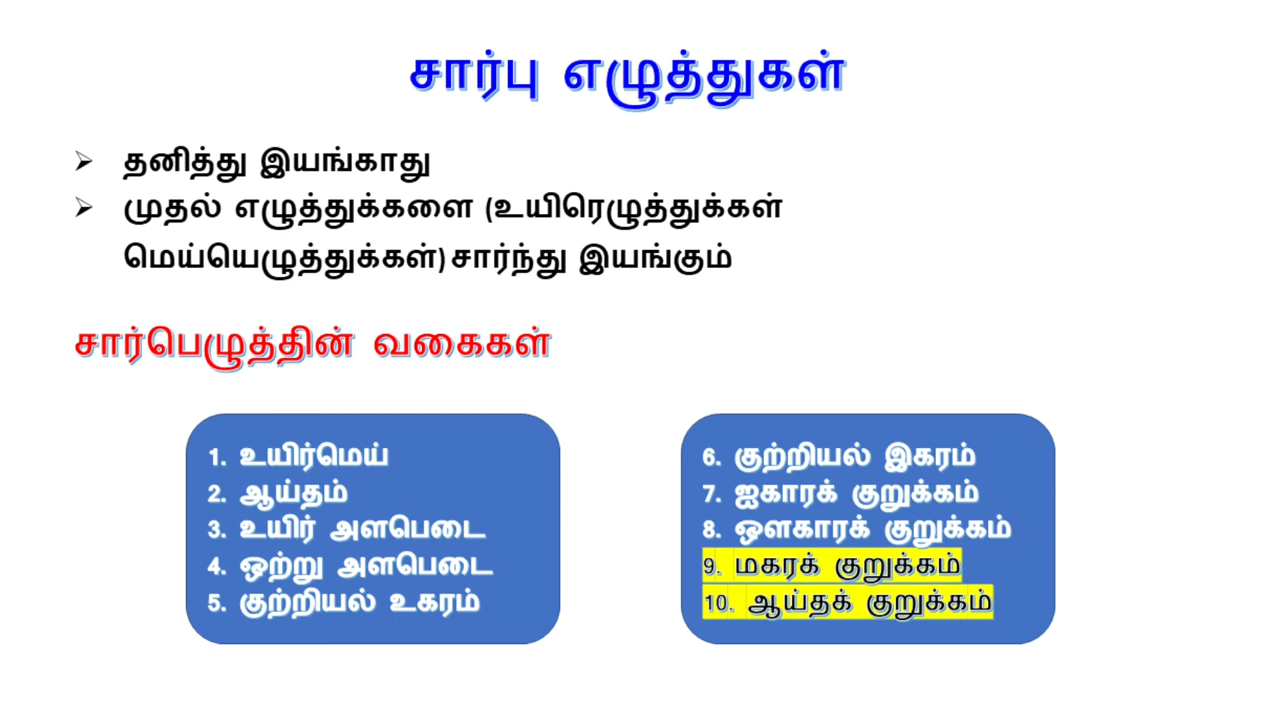 சார்பு எழுத்துகள்
தனித்து இயங்காது
முதல் எழுத்துக்களை (உயிரெழுத்துக்கள்
மெய்யெழுத்துக்கள்) சார்ந்து இயங்கும்
சார்பெழுத்தின் வகைகள்
1. உயிர்மெய்
2. ஆய்தம்
3. உயிர் அளபெடை
4. ஒற்று அளபெடை
5. குற்றியல் உகரம்
6. குற்றியல் இகரம்
7. ஐகாரக் குறுக்கம்
8. ஔகாரக் குறுக்கம்
9. மகரக் குறுக்கம்
10. ஆய்தக் குறுக்கம்